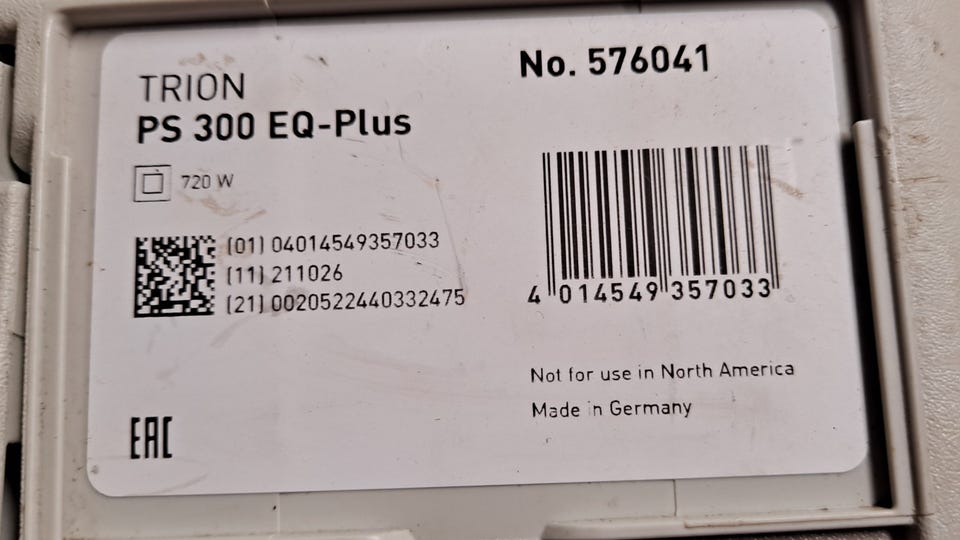 TRION
PS 300 EQ-Plus
720 W
(01) 04014549357033
(11) 211026
(21) 0020522440332475
EAC
No. 576041
4 014549 357033
Not for use in North America
Made in Germany